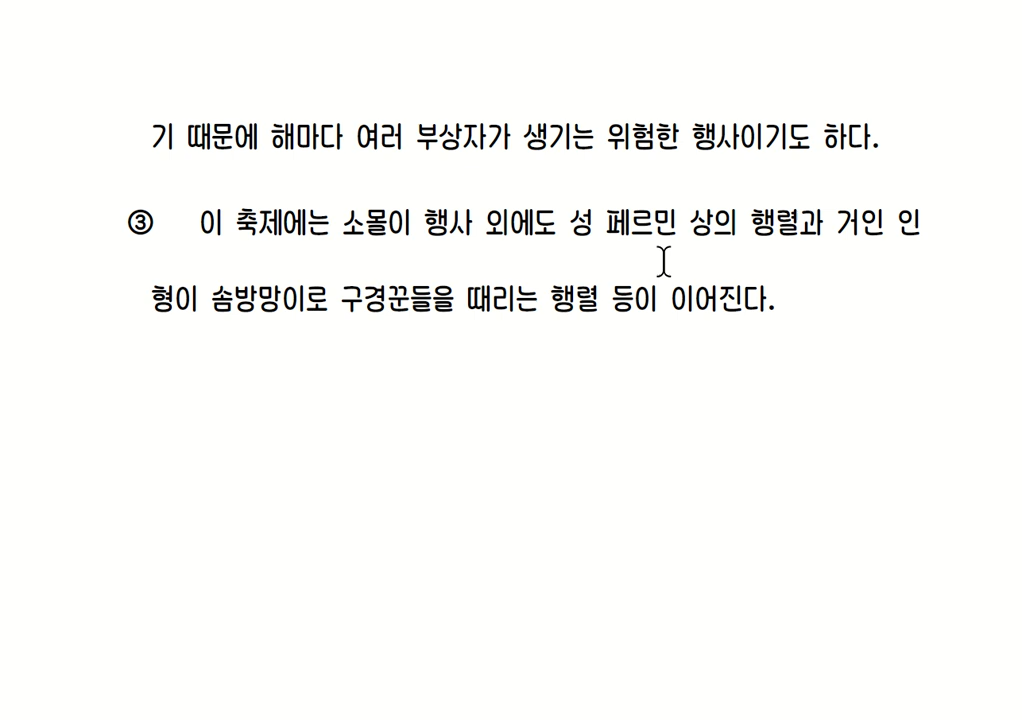 기 때문에 해마다 여러 부상자가 생기는 위험한 행사이기도 하다.
③ 이 축제에는 소몰이 행사 외에도 성 페르민 상의 행렬과 거인 인
형이 솜방망이로 구경꾼들을 때리는 행렬 등이 이어진다.